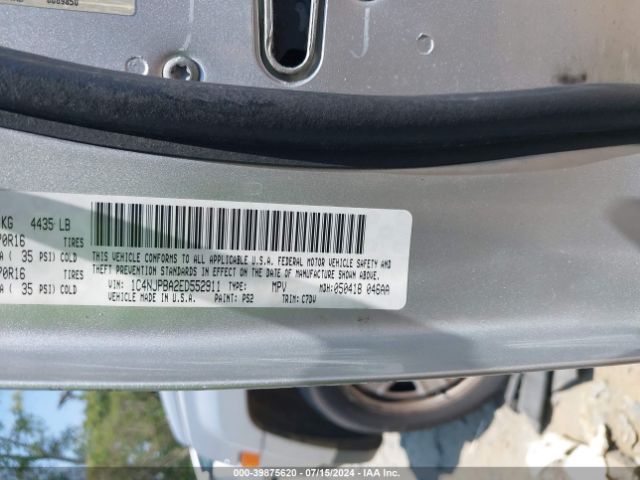 4435 LB
THIS VEHICLE CONFORMS TO ALL APPLICABLE U.S.A. FEDERAL MOTOR VEHICLE SAFETY AND
THEFT PREVENTION STANDARDS IN EFFECT ON THE DATE OF MANUFACTURE SHOWN ABOVE.
KG
70R16 TIRES
A ( 35 PSI) COLD
70R16 TIRES
A ( 35 PSI) COLD
VIN: 1C4NJPBA2ED552911 TYPE: MPV MDH: 050418 046AA
VEHICLE MADE IN U.S.A. PAINT: PS2 TRIM: C7DV
000-39875620 - 07/15/2024 - IAA Inc.